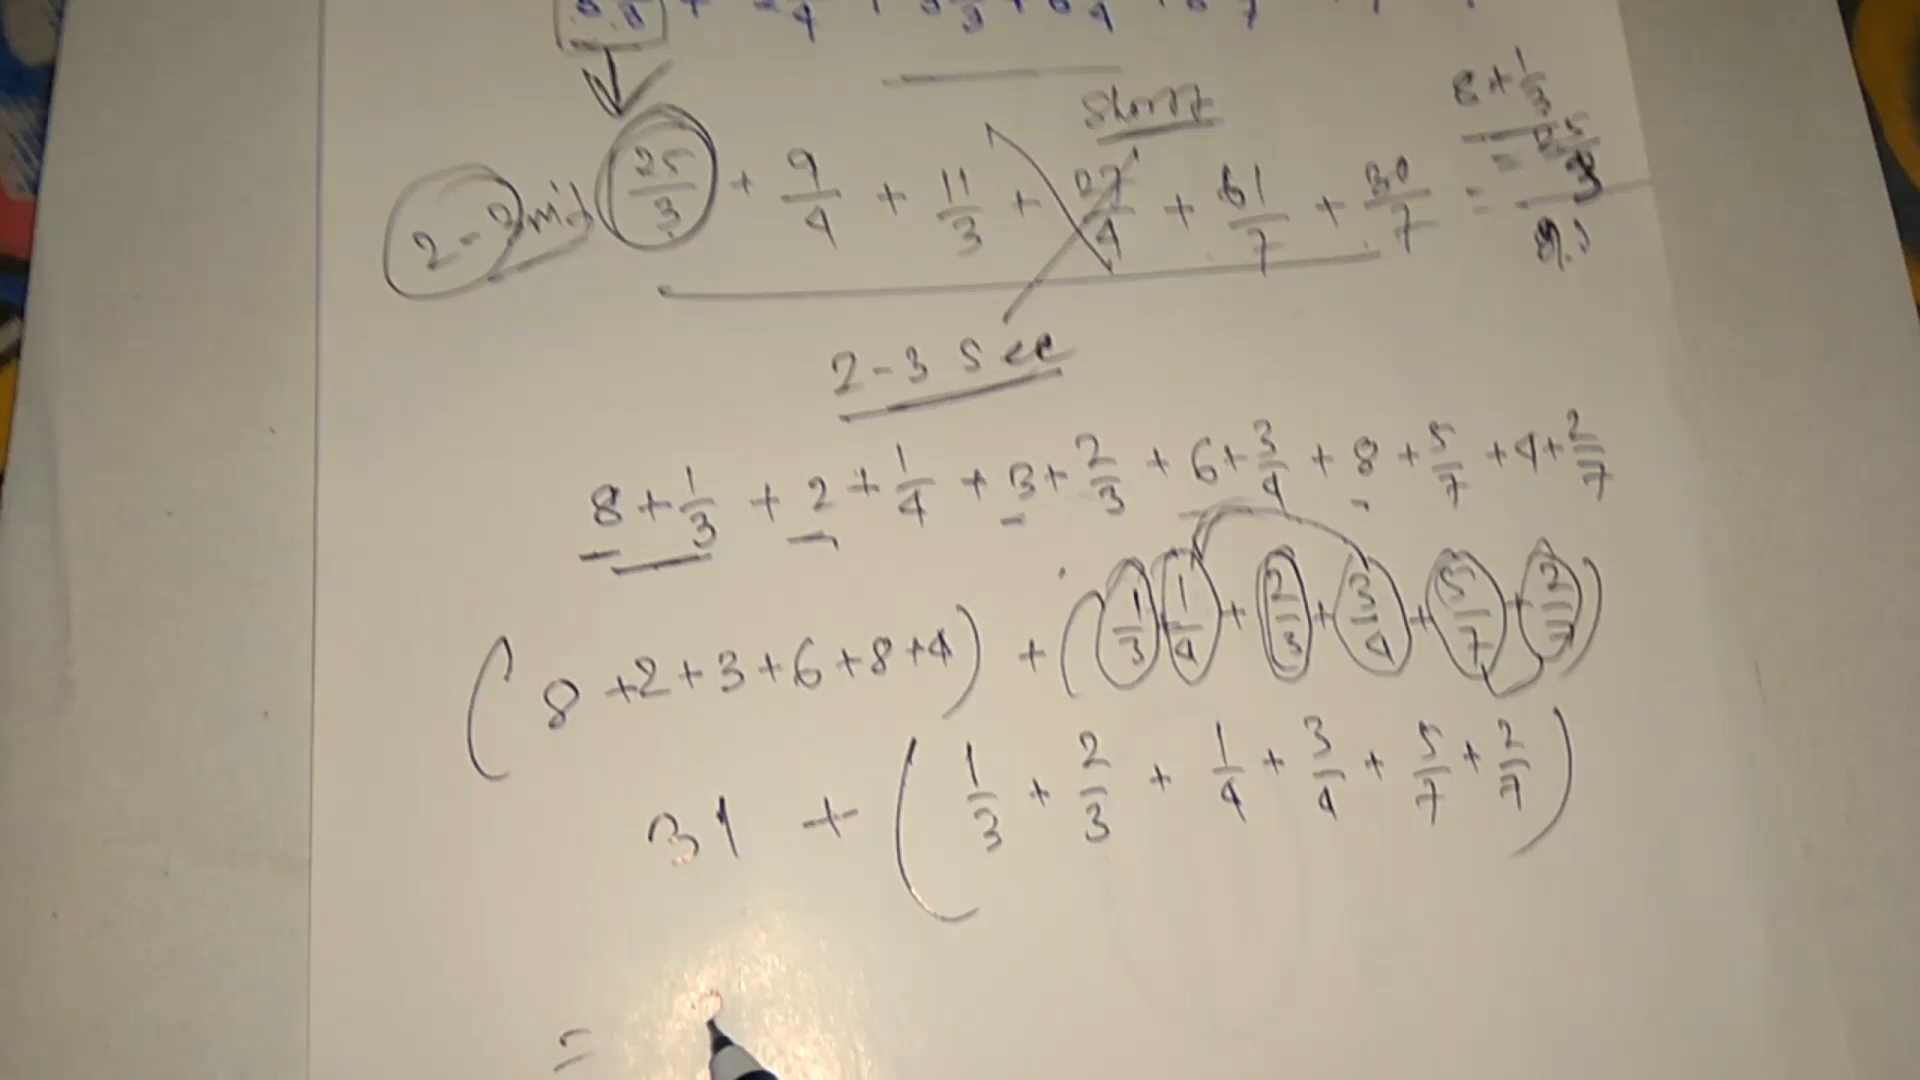 Short
8 + 1/3
2-3 min 25/3 + 9/4 + 11/3 + 27/4 + 61/7 + 30/7 =
2-3 Sec
8 + 1/3 + 2 + 1/4 + 3 + 2/3 + 6 + 3/4 + 8 + 5/7 + 4 + 2/7
(8 + 2 + 3 + 6 + 8 + 4) + (1/3 + 1/4 + 2/3 + 3/4 + 5/7 + 2/7)
31 + (1/3 + 2/3 + 1/4 + 3/4 + 5/7 + 2/7)
=